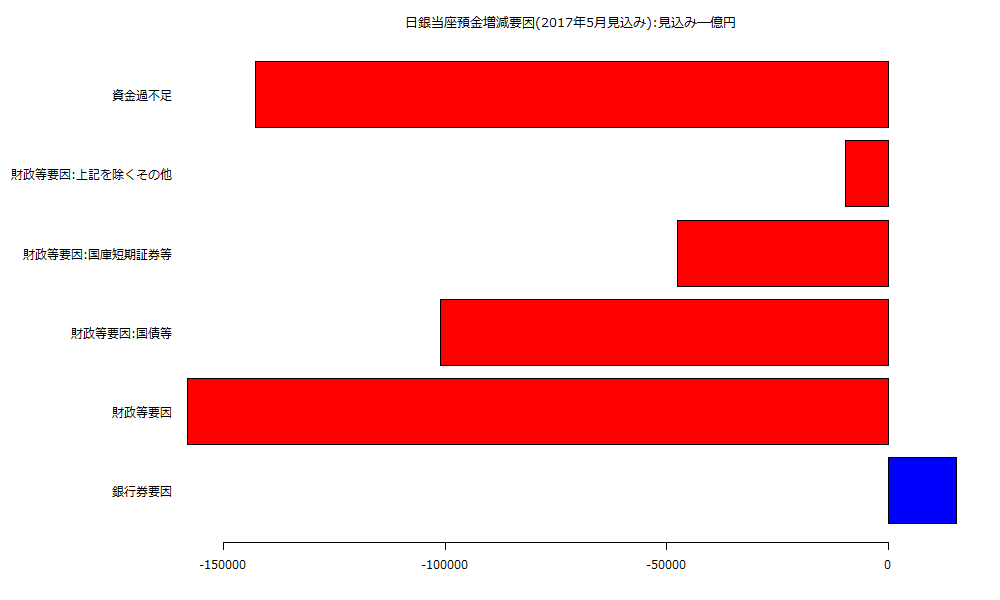 日銀当座預金増減要因(2017年5月見込み):見込み―億円
資金過不足
財政等要因:上記を除くその他
財政等要因:国庫短期証券等
財政等要因:国債等
財政等要因
銀行券要因
-150000 -100000 -50000 0